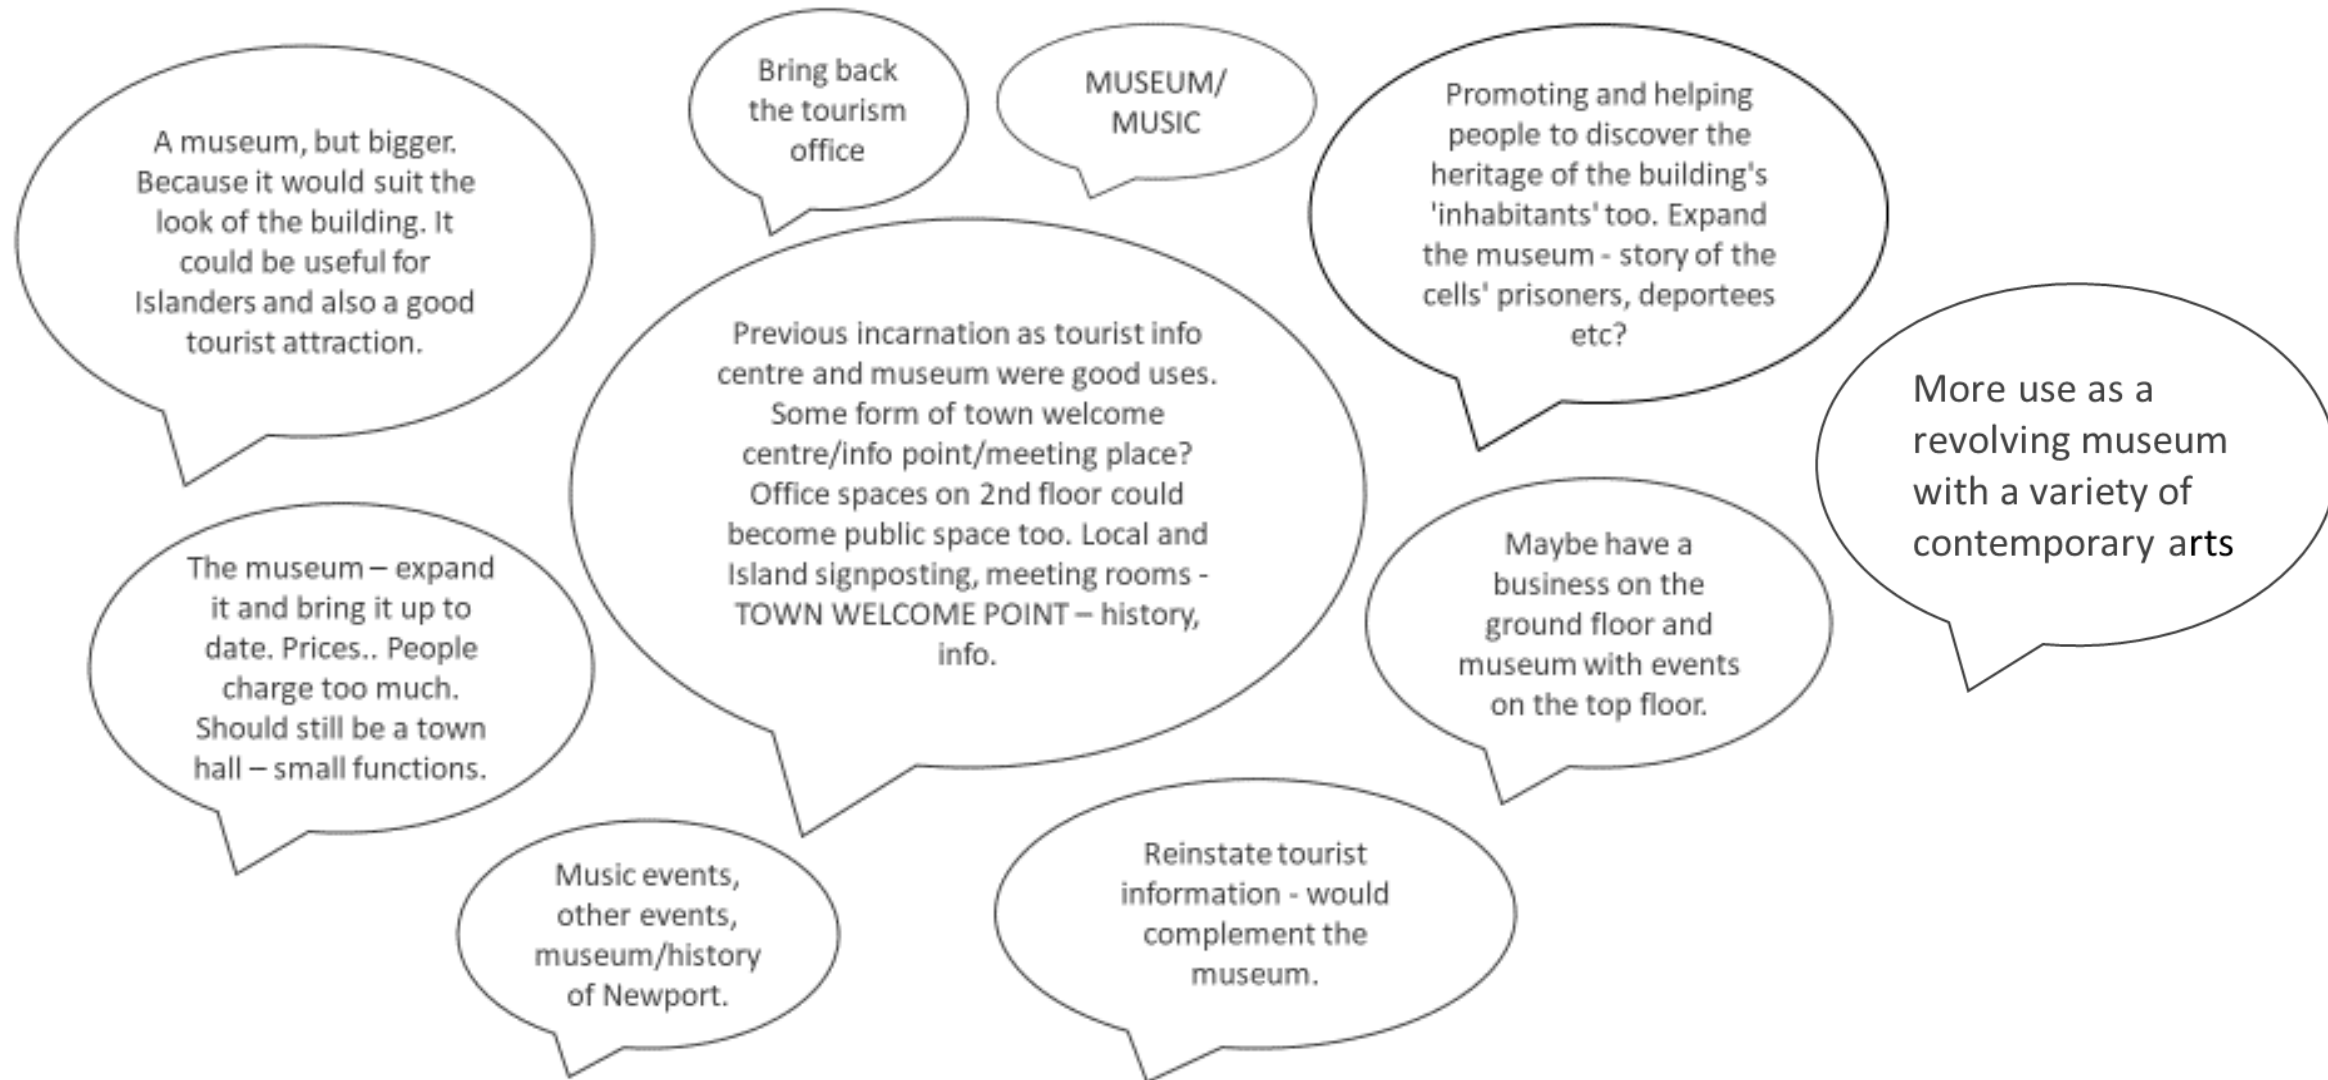 A museum, but bigger.
Because it would suit the
look of the building. It
could be useful for
Islanders and also a good
tourist attraction.
Bring back
the tourism
office
MUSEUM/
MUSIC
Promoting and helping
people to discover the
heritage of the building's
'inhabitants' too. Expand
the museum - story of the
cells' prisoners, deportees
etc?
Previous incarnation as tourist info
centre and museum were good uses.
Some form of town welcome
centre/info point/meeting place?
Office spaces on 2nd floor could
become public space too. Local and
Island signposting, meeting rooms -
TOWN WELCOME POINT – history,
info.
More use as a
revolving museum
with a variety of
contemporary arts
The museum – expand
it and bring it up to
date. Prices.. People
charge too much.
Should still be a town
hall – small functions.
Maybe have a
business on the
ground floor and
museum with events
on the top floor.
Music events,
other events,
museum/history
of Newport.
Reinstate tourist
information - would
complement the
museum.